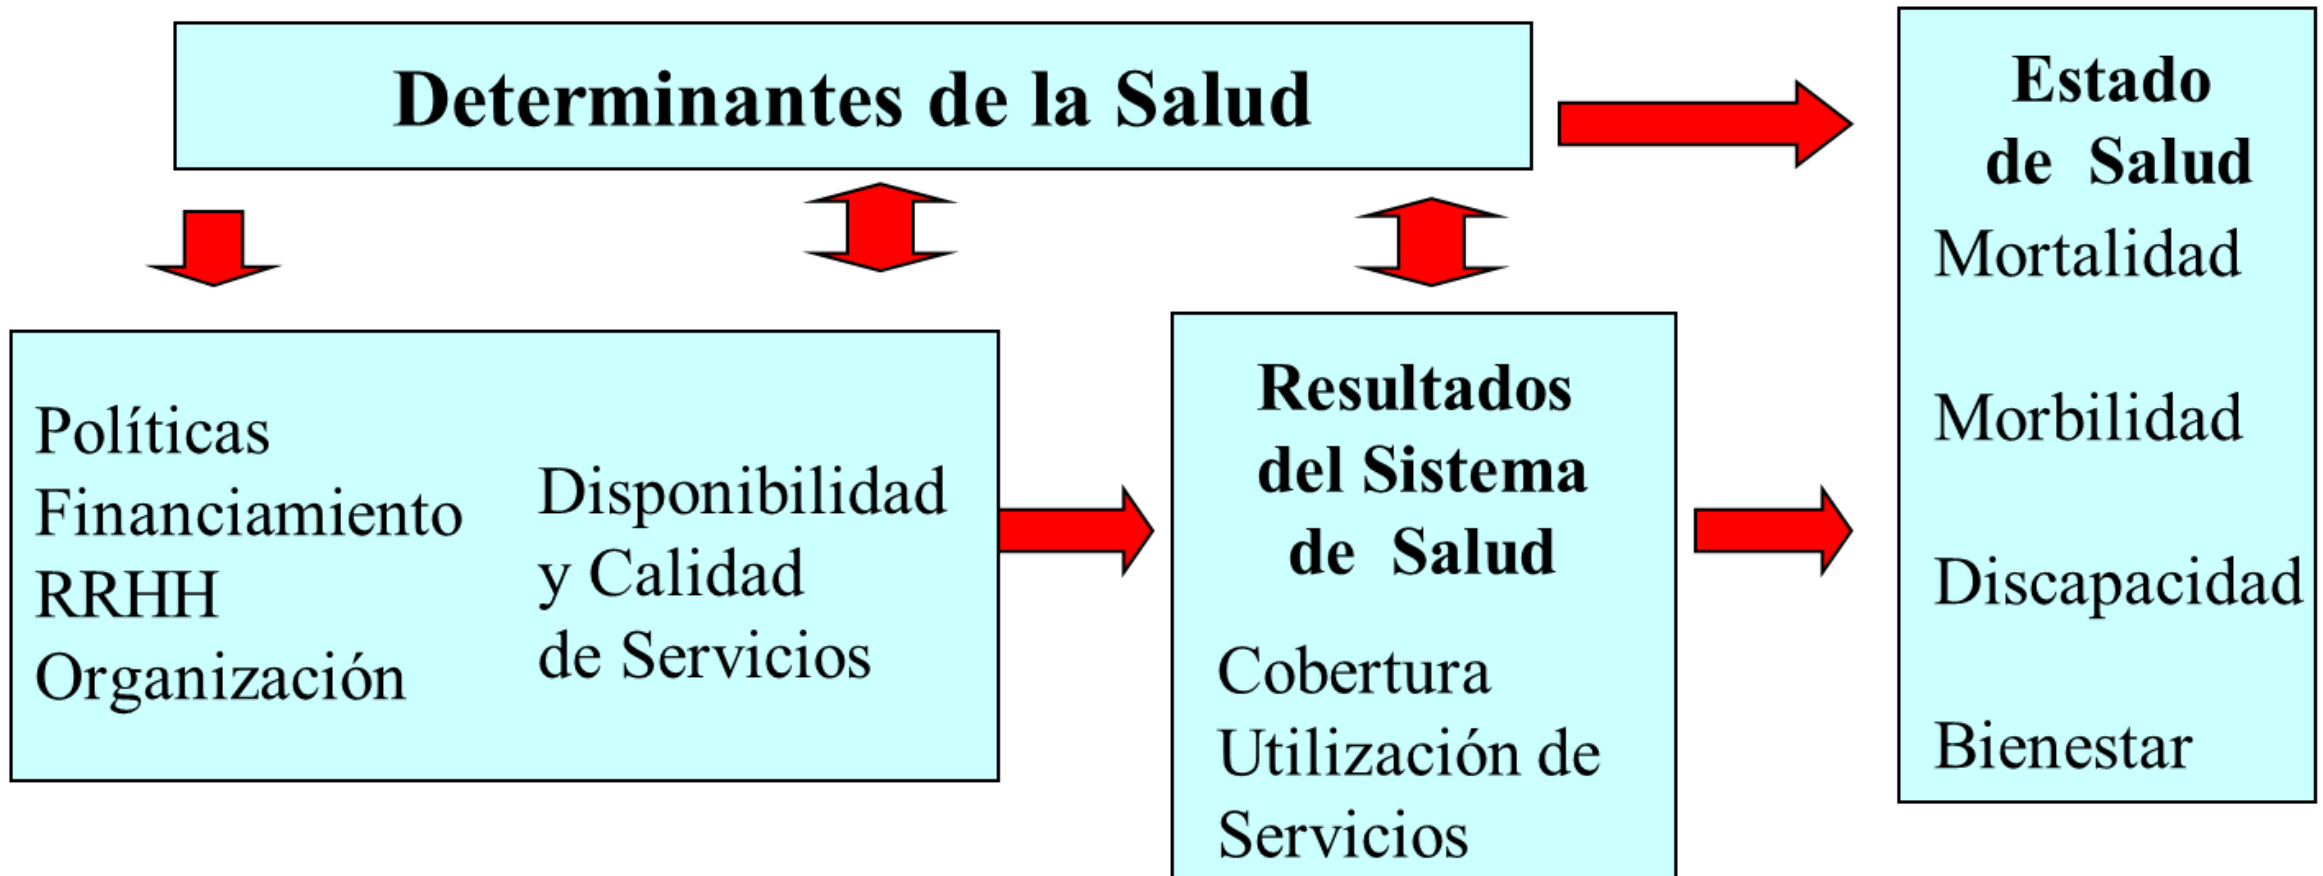 Determinantes de la Salud
Estado
de Salud
Mortalidad
Morbilidad
Discapacidad
Bienestar
Políticas
Financiamiento
RRHH
Organización
Disponibilidad
y Calidad
de Servicios
Resultados
del Sistema
de Salud
Cobertura
Utilización de
Servicios